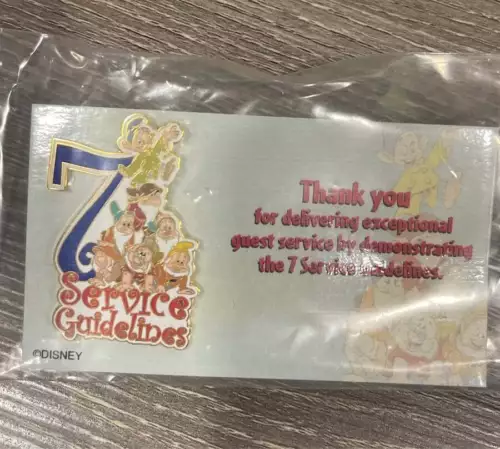 7
Service
Guidelines
©DISNEY
Thank you
for delivering exceptional
guest service by demonstrating
the 7 Service Guidelines.